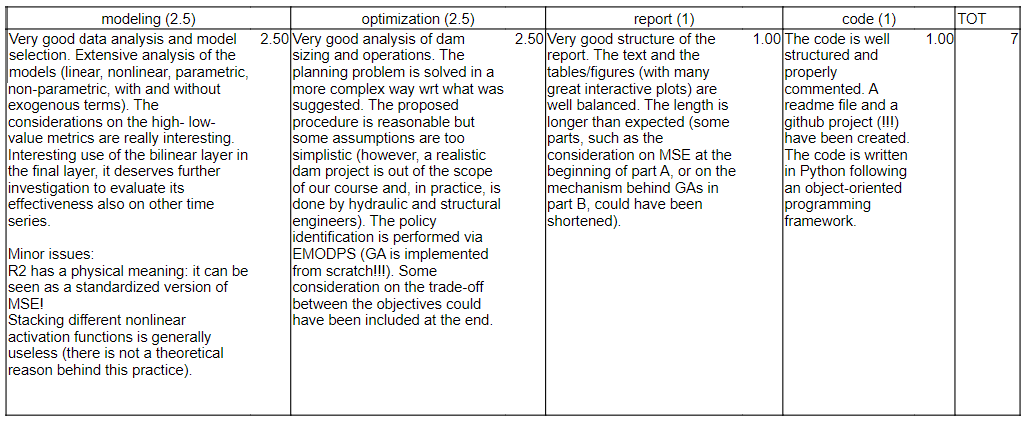 modeling (2.5)
optimization (2.5)
report (1)
code (1)
TOT
Very good data analysis and model
selection. Extensive analysis of the
models (linear, nonlinear, parametric,
non-parametric, with and without
exogenous terms). The
considerations on the high- low-
value metrics are really interesting.
Interesting use of the bilinear layer in
the final layer, it deserves further
investigation to evaluate its
effectiveness also on other time
series.
Minor issues:
R2 has a physical meaning: it can be
seen as a standardized version of
MSE!
Stacking different nonlinear
activation functions is generally
useless (there is not a theoretical
reason behind this practice).
2.50
Very good analysis of dam
sizing and operations. The
planning problem is solved in a
more complex way wrt what was
suggested. The proposed
procedure is reasonable but
some assumptions are too
simplistic (however, a realistic
dam project is out of the scope
of our course and, in practice, is
done by hydraulic and structural
engineers). The policy
identification is performed via
EMODPS (GA is implemented
from scratch!!!). Some
consideration on the trade-off
between the objectives could
have been included at the end.
2.50
Very good structure of the
report. The text and the
tables/figures (with many
great interactive plots) are
well balanced. The length is
longer than expected (some
parts, such as the
consideration on MSE at the
beginning of part A, or on the
mechanism behind GAs in
part B, could have been
shortened).
1.00
The code is well
structured and
properly
commented. A
readme file and a
github project (!!!)
have been created.
The code is written
in Python following
an object-oriented
programming
framework.
1.00
7